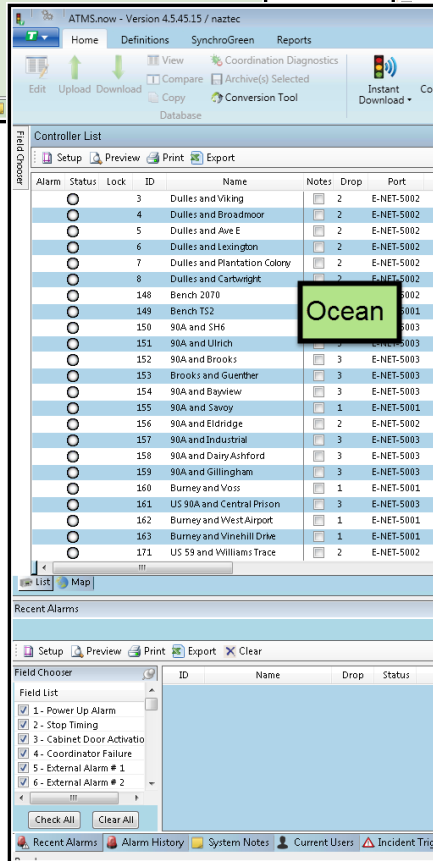 ATMS.now - Version 4.5.45.15 / naztec
Home Definitions SynchroGreen Reports
Edit Upload Download
View
Compare
Copy
Coordination Diagnostics
Archive(s) Selected
Conversion Tool
Database
Instant
Download
Co
Field Chooser
Controller List
Setup Preview Print Export
Alarm Status Lock ID Name Notes Drop Port
3 Dulles and Viking 2 E-NET-5002
4 Dulles and Broadmoor 2 E-NET-5002
5 Dulles and Ave E 2 E-NET-5002
6 Dulles and Lexington 2 E-NET-5002
7 Dulles and Plantation Colony 2 E-NET-5002
8 Dulles and Cartwright 2 E-NET-5002
148 Bench 2070 5002
149 Bench TS2 5001
Ocean
150 90A and SH6 5003
151 90A and Ulrich 5003
152 90A and Brooks 3 E-NET-5003
153 Brooks and Guenther 3 E-NET-5003
154 90A and Bayview 3 E-NET-5003
155 90A and Savoy 1 E-NET-5001
156 90A and Eldridge 2 E-NET-5002
157 90A and Industrial 3 E-NET-5003
158 90A and Dairy Ashford 3 E-NET-5003
159 90A and Gillingham 3 E-NET-5003
160 Burney and Voss 1 E-NET-5001
161 US 90A and Central Prison 3 E-NET-5003
162 Burney and West Airport 1 E-NET-5001
163 Burney and Vinehill Drive 1 E-NET-5001
171 US 59 and Williams Trace 2 E-NET-5002
List Map
Recent Alarms
Setup Preview Print Export Clear
Field Chooser
ID Name Drop Status
Field List
1 - Power Up Alarm
2 - Stop Timing
3 - Cabinet Door Activatio
4 - Coordinator Failure
5 - External Alarm # 1
6 - External Alarm # 2
Check All Clear All
Recent Alarms Alarm History System Notes Current Users Incident Trig